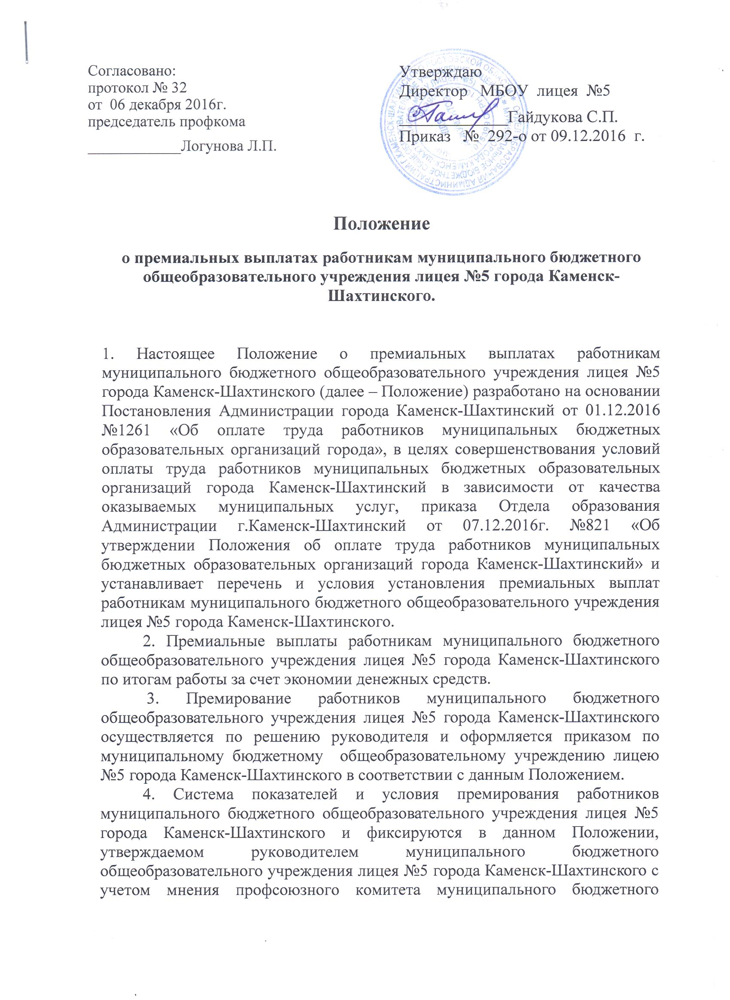 Согласовано:
протокол № 32
от 06 декабря 2016г.
председатель профкома
____________Логунова Л.П.
Утверждаю
Директор МБОУ лицея №5
______________Гайдукова С.П.
Приказ № 292-о от 09.12.2016 г.
Положение
о премиальных выплатах работникам муниципального бюджетного
общеобразовательного учреждения лицея №5 города Каменск-
Шахтинского.
1. Настоящее Положение о премиальных выплатах работникам
муниципального бюджетного общеобразовательного учреждения лицея №5
города Каменск-Шахтинского (далее – Положение) разработано на основании
Постановления Администрации города Каменск-Шахтинский от 01.12.2016
№1261 «Об оплате труда работников муниципальных бюджетных
образовательных организаций города», в целях совершенствования условий
оплаты труда работников муниципальных бюджетных образовательных
организаций города Каменск-Шахтинский в зависимости от качества
оказываемых муниципальных услуг, приказа Отдела образования
Администрации г.Каменск-Шахтинский от 07.12.2016г. №821 «Об
утверждении Положения об оплате труда работников муниципальных
бюджетных образовательных организаций города Каменск-Шахтинский» и
устанавливает перечень и условия установления премиальных выплат
работникам муниципального бюджетного общеобразовательного учреждения
лицея №5 города Каменск-Шахтинского.
2. Премиальные выплаты работникам муниципального бюджетного
общеобразовательного учреждения лицея №5 города Каменск-Шахтинского
по итогам работы за счет экономии денежных средств.
3. Премирование работников муниципального бюджетного
общеобразовательного учреждения лицея №5 города Каменск-Шахтинского
осуществляется по решению руководителя и оформляется приказом по
муниципальному бюджетному общеобразовательному учреждению лицею
№5 города Каменск-Шахтинского в соответствии с данным Положением.
4. Система показателей и условия премирования работников
муниципального бюджетного общеобразовательного учреждения лицея №5
города Каменск-Шахтинского и фиксируются в данном Положении,
утверждаемом руководителем муниципального бюджетного
общеобразовательного учреждения лицея №5 города Каменск-Шахтинского с
учетом мнения профсоюзного комитета муниципального бюджетного